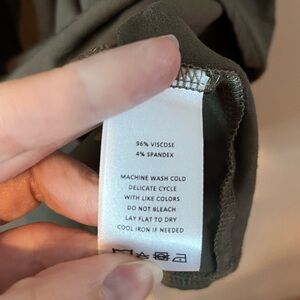 96% VISCOSE
4% SPANDEX
MACHINE WASH COLD
DELICATE CYCLE
WITH LIKE COLORS
DO NOT BLEACH
LAY FLAT TO DRY
COOL IRON IF NEEDED